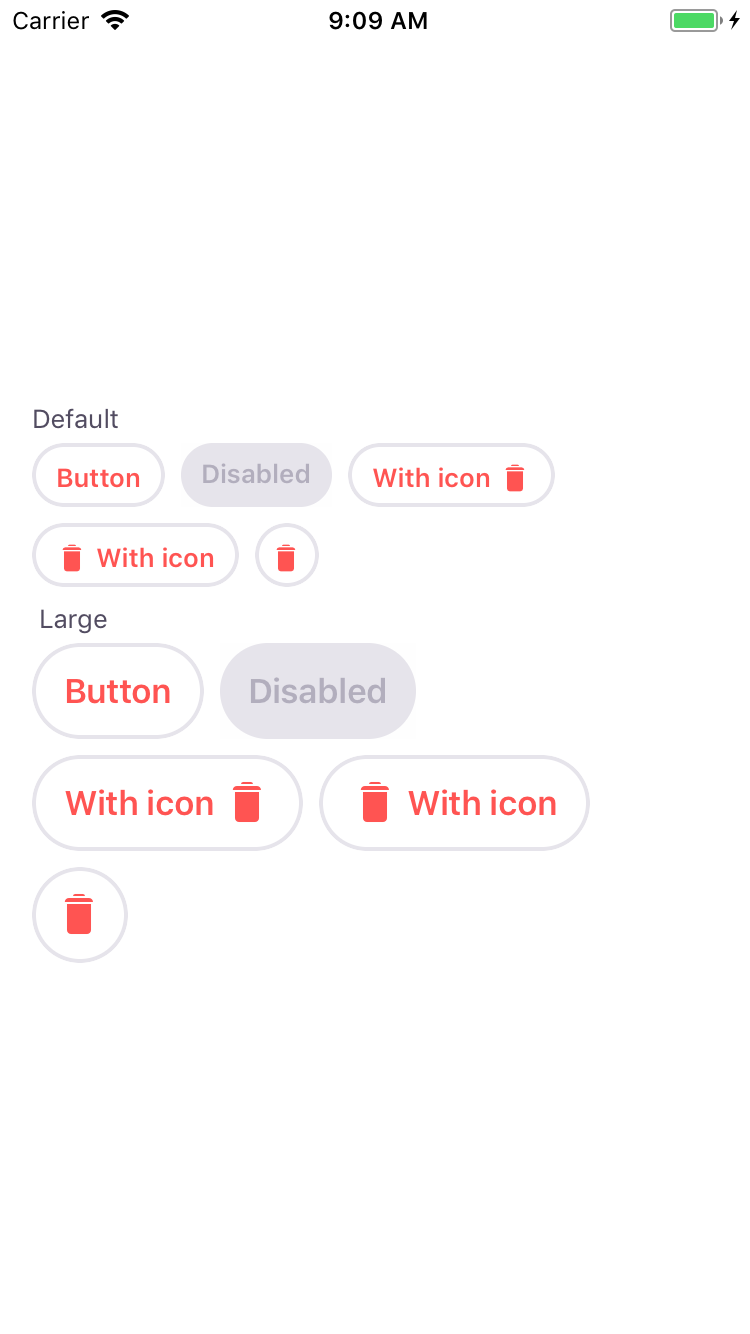 Carrier 9:09 AM
Default
Button Disabled With icon
With icon
Large
Button Disabled
With icon With icon